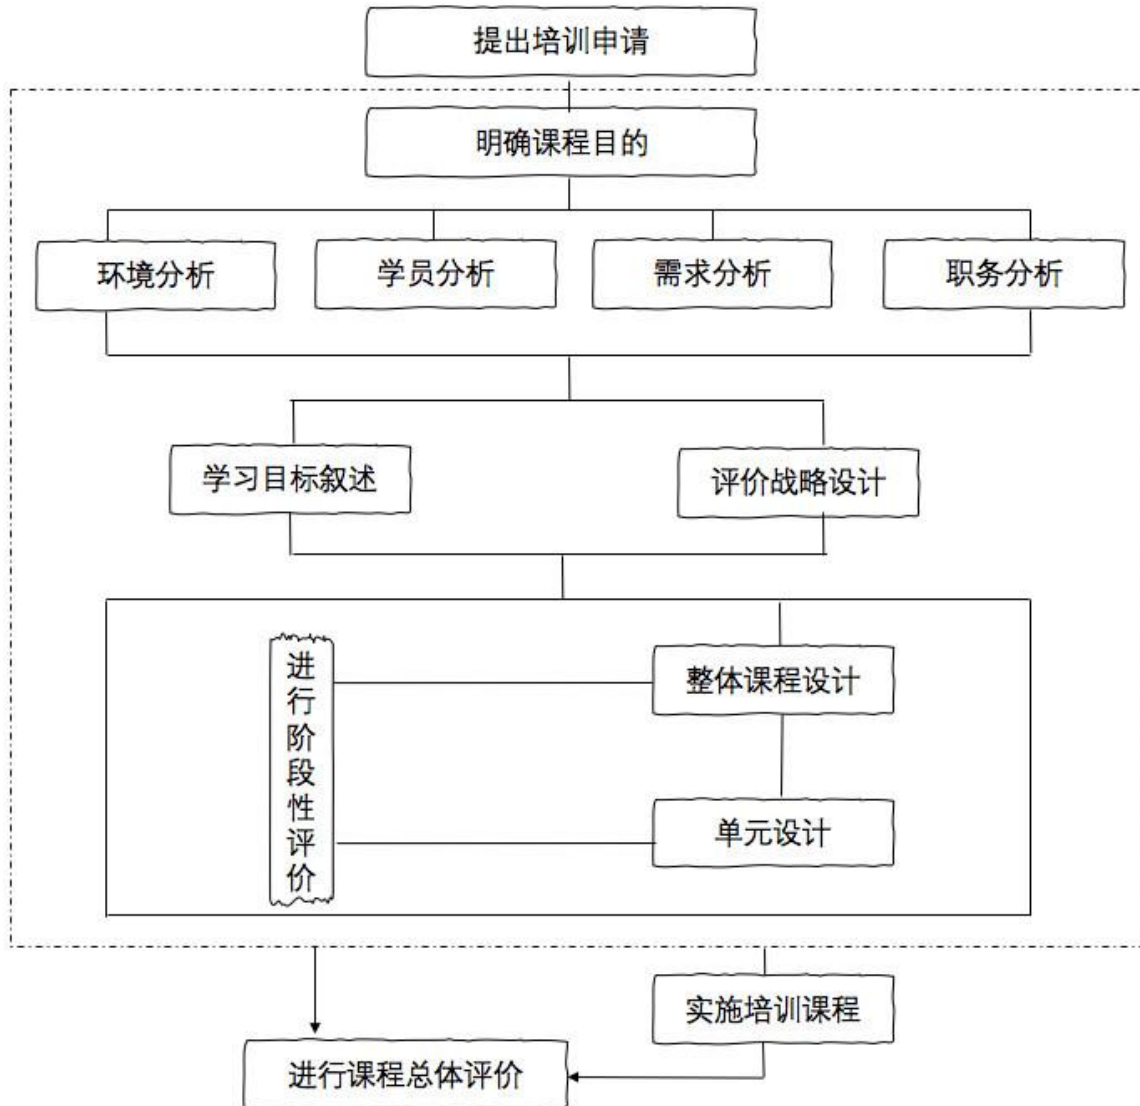 提出培训申请
明确课程目的
环境分析
学员分析
需求分析
职务分析
学习目标叙述
评价战略设计
进行阶段性评价
整体课程设计
单元设计
实施培训课程
进行课程总体评价